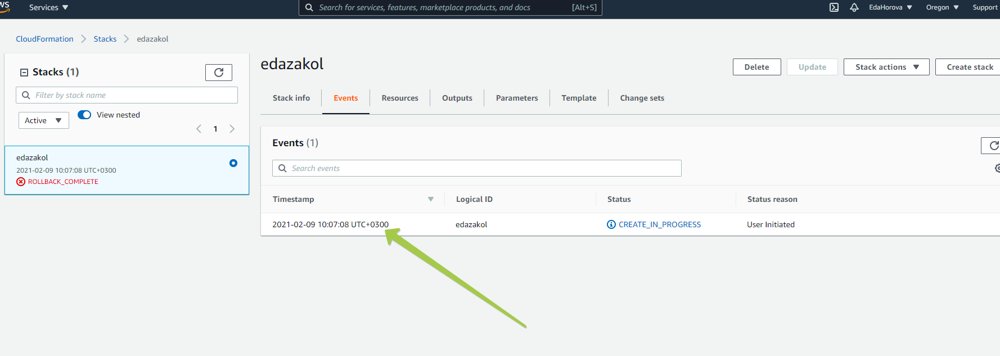 Services
Search for services, features, marketplace products, and docs [Alt+S]
EdaHorova
Oregon
Support
CloudFormation
Stacks
edazakol
Stacks (1)
Filter by stack name
Active
View nested
1
edazakol
2021-02-09 10:07:08 UTC+0300
ROLLBACK_COMPLETE
edazakol
Delete
Update
Stack actions
Create stack
Stack info
Events
Resources
Outputs
Parameters
Template
Change sets
Events (1)
Search events
Timestamp
Logical ID
Status
Status reason
2021-02-09 10:07:08 UTC+0300
edazakol
CREATE_IN_PROGRESS
User Initiated